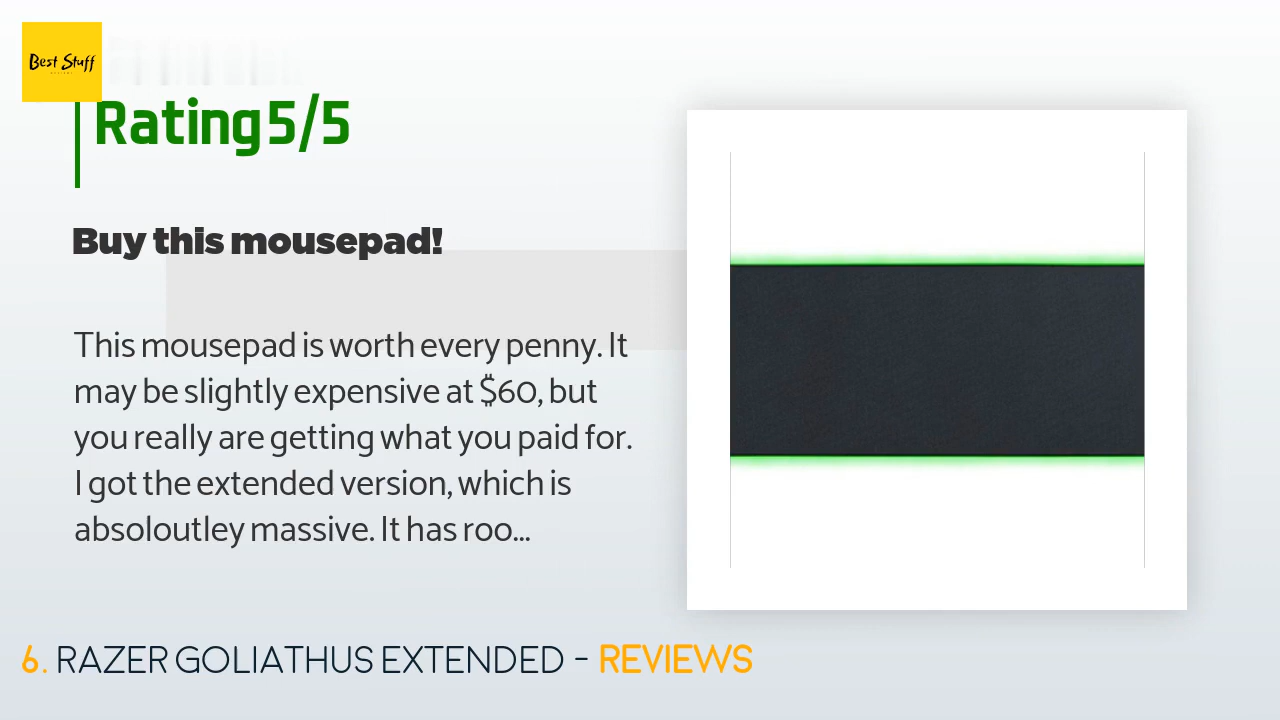 Best Stuff
Rating 5/5
Buy this mousepad!
This mousepad is worth every penny. It
may be slightly expensive at $60, but
you really are getting what you paid for.
I got the extended version, which is
absoloutley massive. It has roo...
6. RAZER GOLIATHUS EXTENDED - REVIEWS